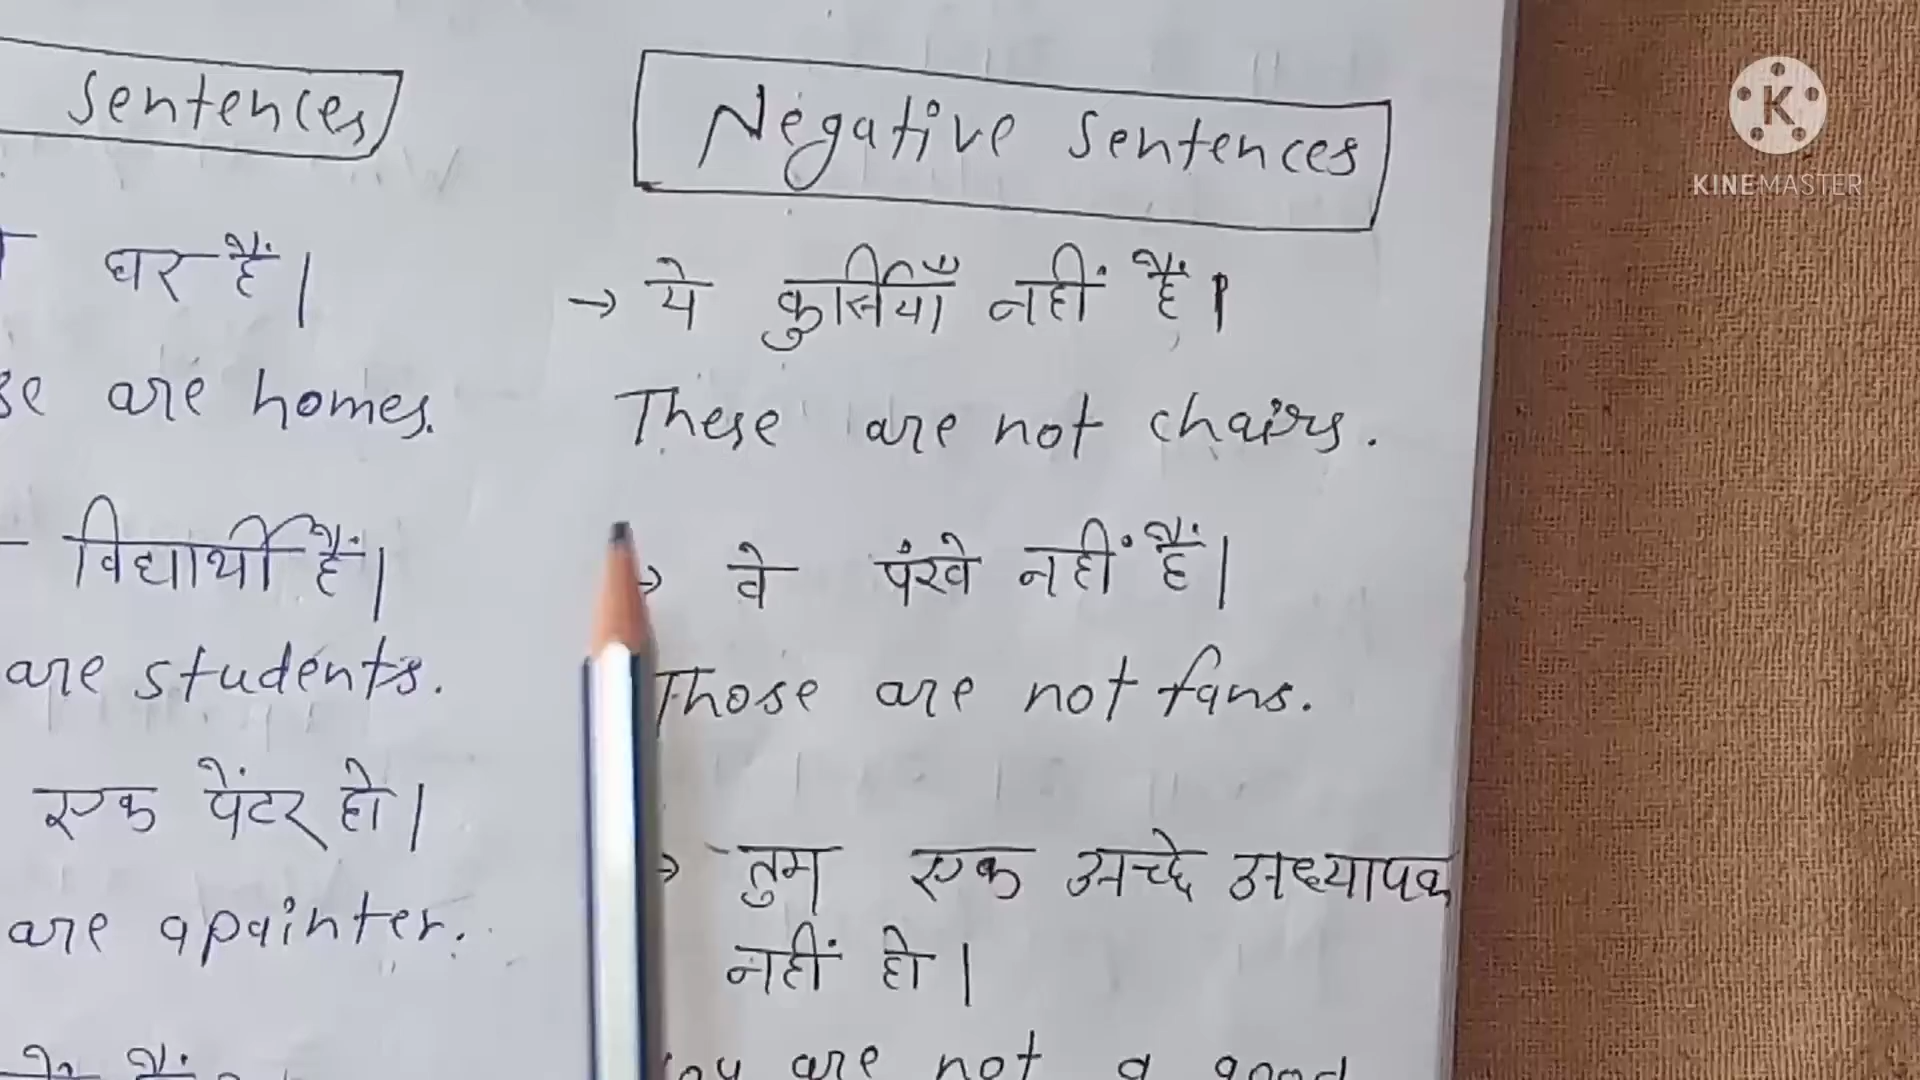 sentences
घर हैं।
se are homes.
विद्यार्थी हैं।
are students.
एक पेंटर हो।
are a painter.
Negative sentences
→ ये कुर्सियाँ नहीं हैं।
These are not chairs.
→ वे पंखे नहीं हैं।
Those are not fans.
→ तुम एक अच्छे अध्यापक
नहीं हो।
You are not a good
KINEMASTER